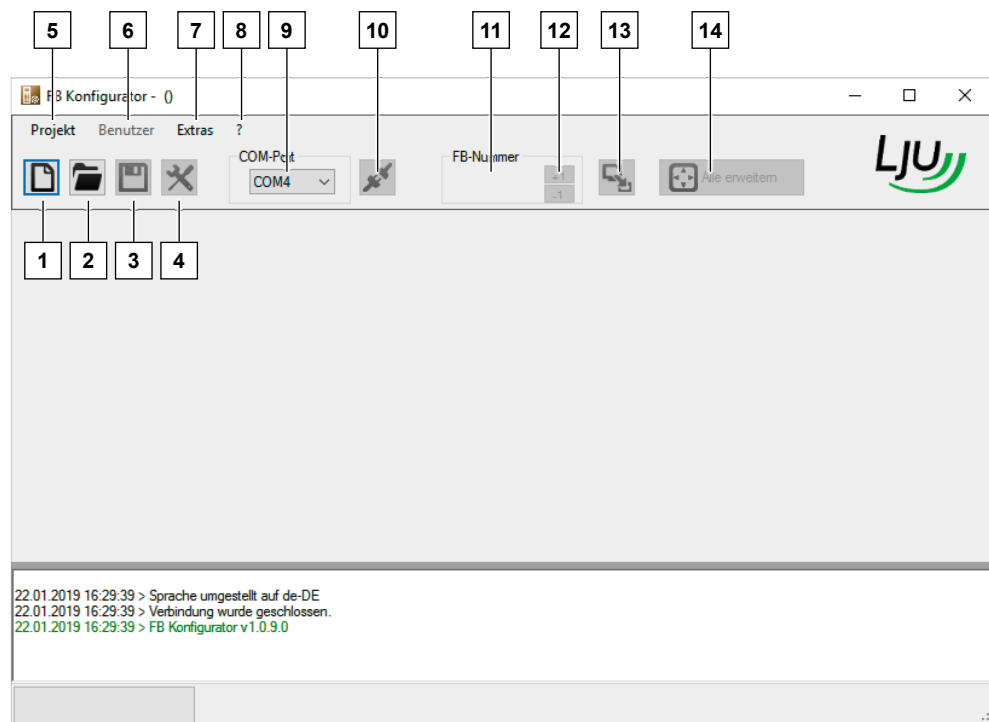 5 6 7 8 9 10 11 12 13 14
FB Konfigurator - ()
Projekt Benutzer Extras ?
COM-Port FB-Nummer
LJU
COM4 +1 Alle erweitern
-1
1 2 3 4
22.01.2019 16:29:39 > Sprache umgestellt auf de-DE
22.01.2019 16:29:39 > Verbindung wurde geschlossen.
22.01.2019 16:29:39 > FB Konfigurator v1.0.9.0